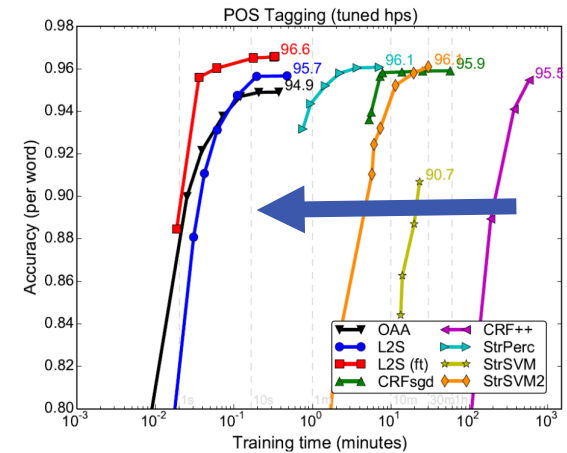 POS Tagging (tuned hps)
Accuracy (per word)
0.98
0.96
0.94
0.92
0.90
0.88
0.86
0.84
0.82
0.80
96.6
95.7
94.9
96.1
96.1
95.9
95.5
90.7
OAA
L2S
L2S (ft)
CRFsgd
CRF++
StrPerc
StrSVM
StrSVM2
1s
10s
1m
10m
30m
1h
10^-3
10^-2
10^-1
10^0
10^1
10^2
10^3
Training time (minutes)